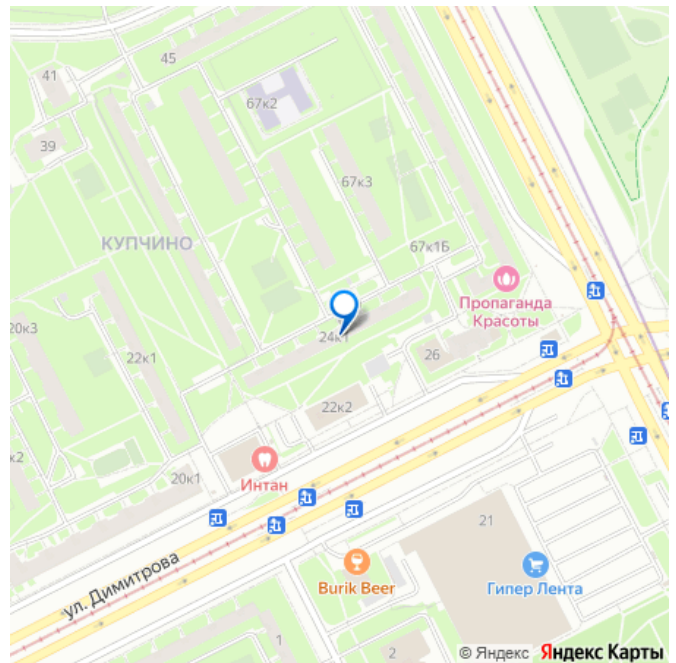 45
41
67к2
39
67к3
КУПЧИНО
67к1Б
Пропаганда
Красоты
20к3
24к1
22к1
26
22к2
к2
20к1
Интан
21
ул. Димитрова
Burik Beer
Гипер Лента
1
2
© Яндекс Яндекс Карты